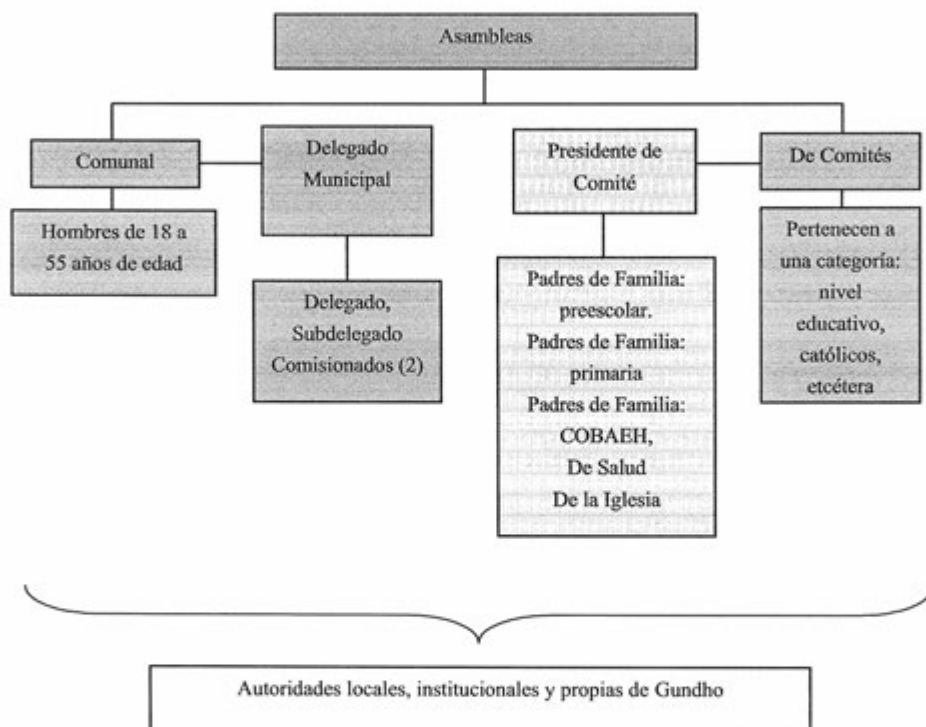 Asambleas
Comunal
Hombres de 18 a
55 años de edad
Delegado
Municipal
Delegado,
Subdelegado
Comisionados (2)
Presidente de
Comité
Padres de Familia:
preescolar.
Padres de Familia:
primaria
Padres de Familia:
COBAEH,
De Salud
De la Iglesia
De Comités
Pertenecen a
una categoría:
nivel
educativo,
católicos,
etcétera
Autoridades locales, institucionales y propias de Gundho